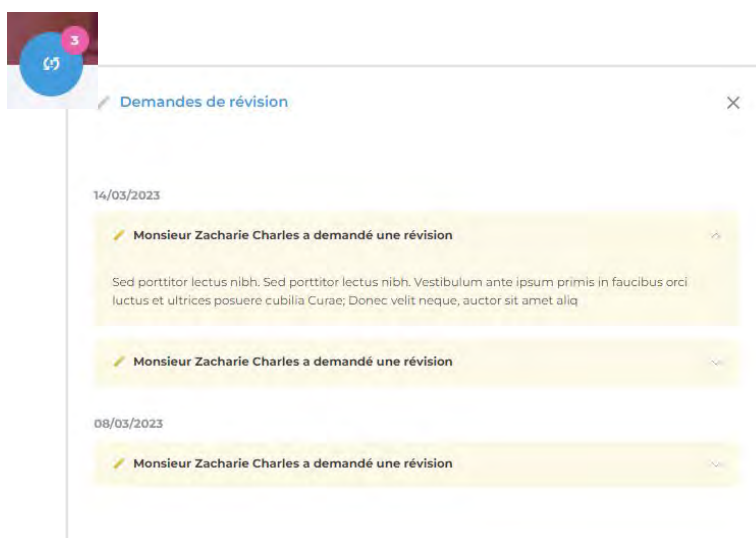 3
Demandes de révision
14/03/2023
Monsieur Zacharie Charles a demandé une révision
Sed porttitor lectus nibh. Sed porttitor lectus nibh. Vestibulum ante ipsum primis in faucibus orci
luctus et ultrices posuere cubilia Curae; Donec velit neque, auctor sit amet aliq
Monsieur Zacharie Charles a demandé une révision
08/03/2023
Monsieur Zacharie Charles a demandé une révision